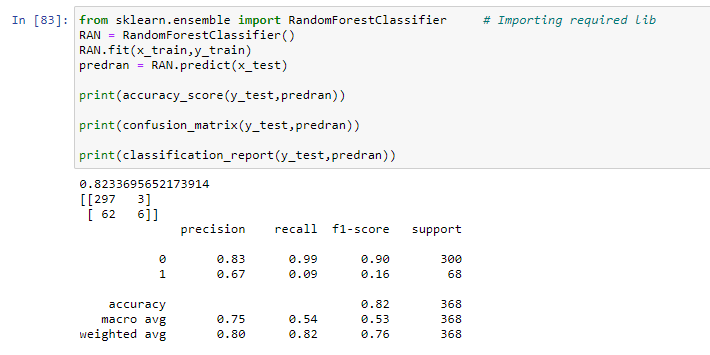 In [83]: from sklearn.ensemble import RandomForestClassifier     # Importing required lib
RAN = RandomForestClassifier()
RAN.fit(x_train,y_train)
predran = RAN.predict(x_test)
print(accuracy_score(y_test,predran))
print(confusion_matrix(y_test,predran))
print(classification_report(y_test,predran))
0.8233695652173914
[[297   3]
 [ 62   6]]
              precision    recall  f1-score   support
           0       0.83      0.99      0.90       300
           1       0.67      0.09      0.16        68
    accuracy                           0.82       368
   macro avg       0.75      0.54      0.53       368
weighted avg       0.80      0.82      0.76       368